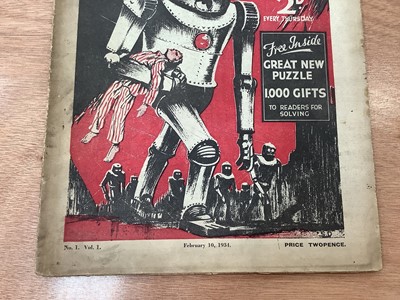 2D
EVERY THURSDAY
Free Inside
GREAT NEW
PUZZLE
1,000 GIFTS
TO READERS FOR
SOLVING
No. 1. Vol. 1.
February 10, 1934.
PRICE TWOPENCE.